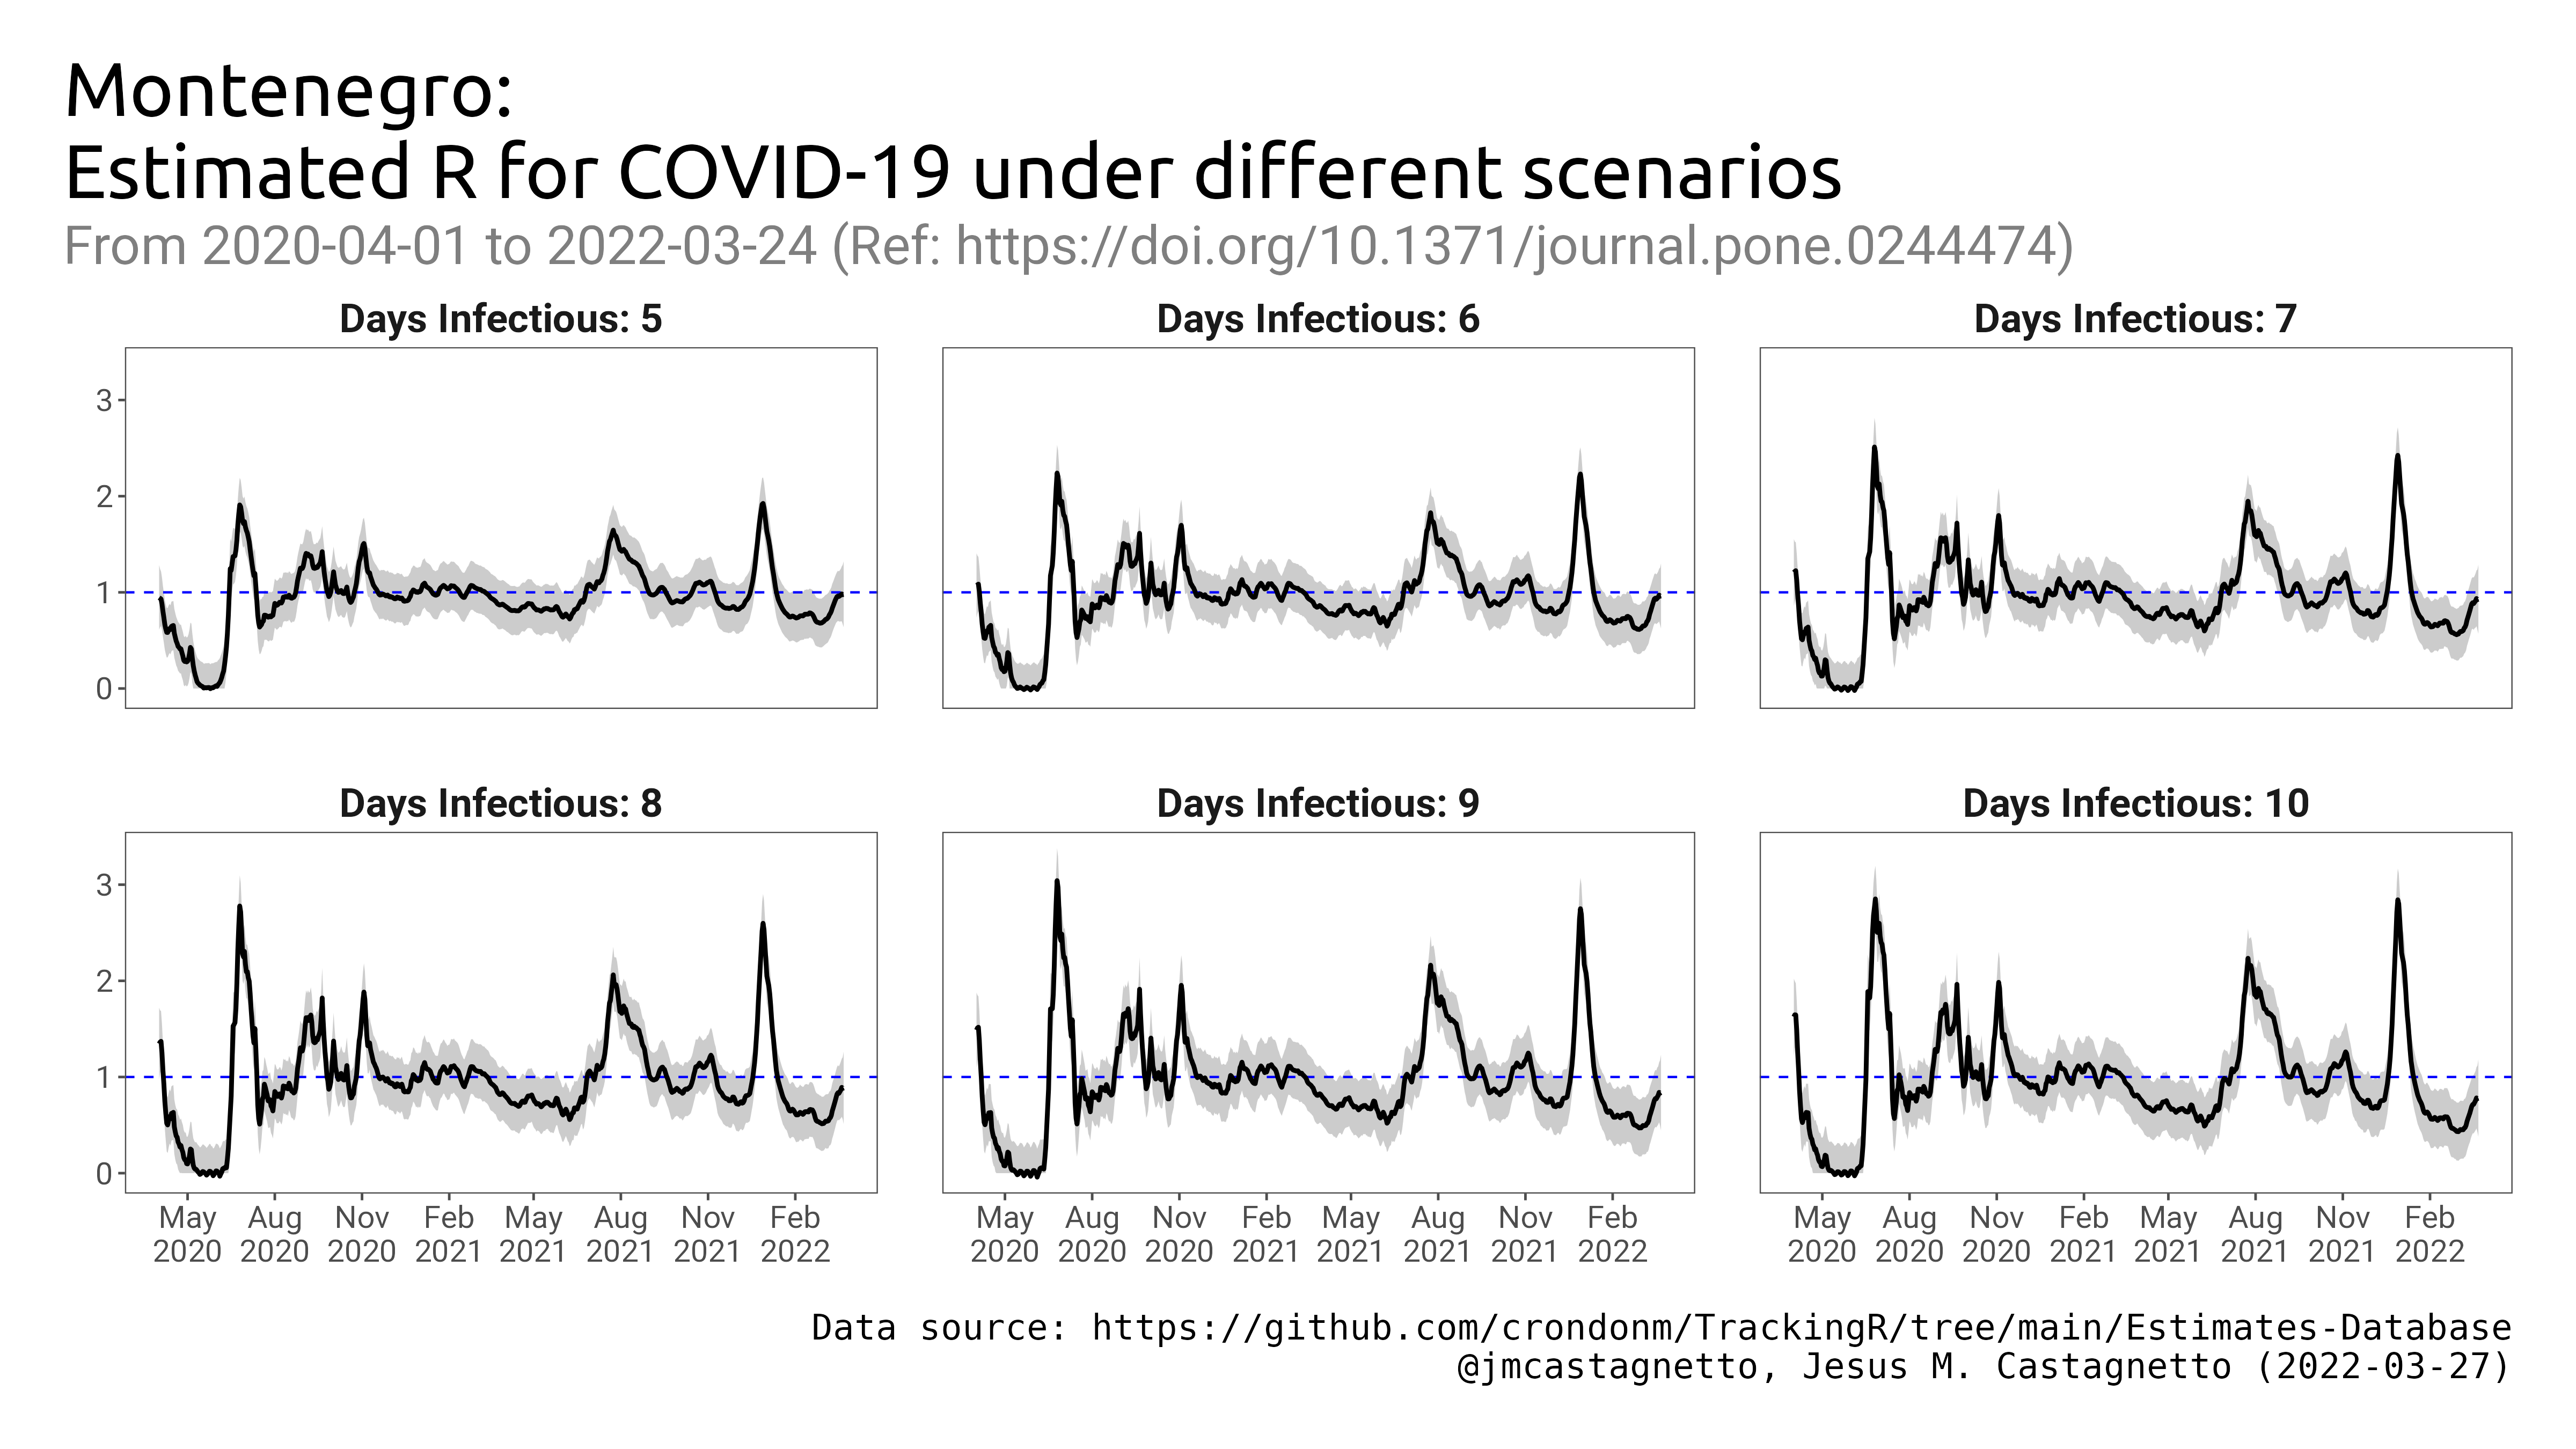 Montenegro:
Estimated R for COVID-19 under different scenarios
From 2020-04-01 to 2022-03-24 (Ref: https://doi.org/10.1371/journal.pone.0244474)
Days Infectious: 5
Days Infectious: 6
Days Infectious: 7
3
2
1
0
Days Infectious: 8
Days Infectious: 9
Days Infectious: 10
3
2
1
0
May Aug Nov Feb May Aug Nov Feb
2020 2020 2020 2021 2021 2021 2021 2022
May Aug Nov Feb May Aug Nov Feb
2020 2020 2020 2021 2021 2021 2021 2022
May Aug Nov Feb May Aug Nov Feb
2020 2020 2020 2021 2021 2021 2021 2022
Data source: https://github.com/crondonm/TrackingR/tree/main/Estimates-Database
@jmcastagnetto, Jesus M. Castagnetto (2022-03-27)